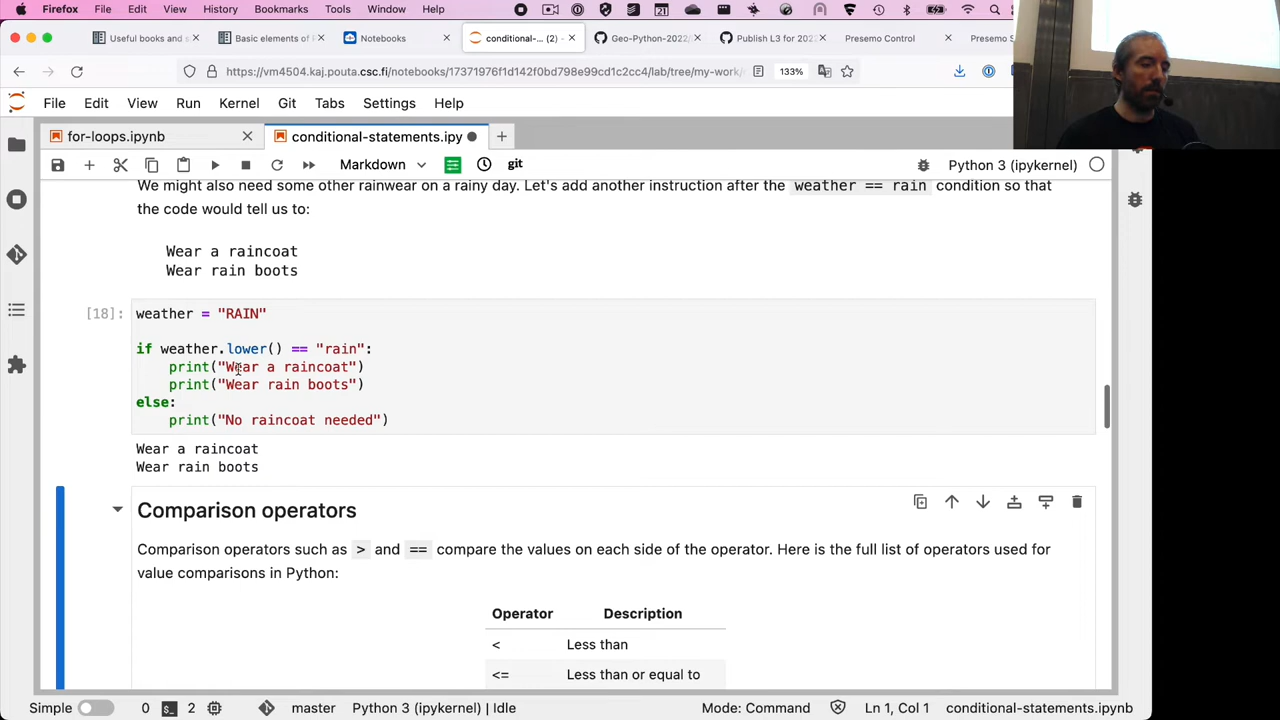 Firefox File Edit View History Bookmarks Tools Window Help
Useful books and s
Basic elements of F
Notebooks
conditional-... (2)
Geo-Python-2022/
Publish L3 for 2022
Presemo Control
Presemo S
https://vm4504.kaj.pouta.csc.fi/notebooks/17371976f1d142f0bd798e99cd1c2cc4/lab/tree/my-work/
133%
File Edit View Run Kernel Git Tabs Settings Help
for-loops.ipynb
conditional-statements.ipy
Markdown
git
Python 3 (ipykernel)
We might also need some other rainwear on a rainy day. Let's add another instruction after the weather == rain condition so that
the code would tell us to:
Wear a raincoat
Wear rain boots
[18]: weather = "RAIN"
if weather.lower() == "rain":
print("Wear a raincoat")
print("Wear rain boots")
else:
print("No raincoat needed")
Wear a raincoat
Wear rain boots
Comparison operators
Comparison operators such as > and == compare the values on each side of the operator. Here is the full list of operators used for
value comparisons in Python:
Operator Description
< Less than
<= Less than or equal to
Simple 0 2 master Python 3 (ipykernel) | Idle Mode: Command Ln 1, Col 1 conditional-statements.ipynb